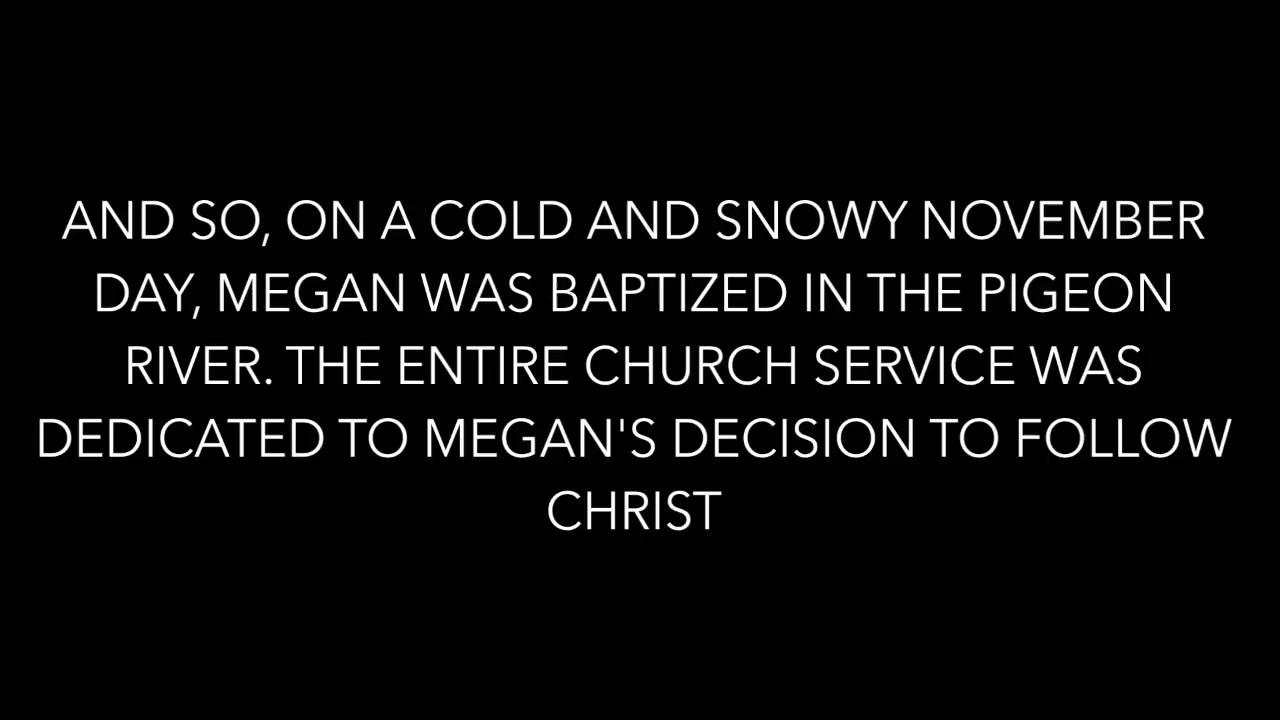 AND SO, ON A COLD AND SNOWY NOVEMBER
DAY, MEGAN WAS BAPTIZED IN THE PIGEON
RIVER. THE ENTIRE CHURCH SERVICE WAS
DEDICATED TO MEGAN'S DECISION TO FOLLOW
CHRIST